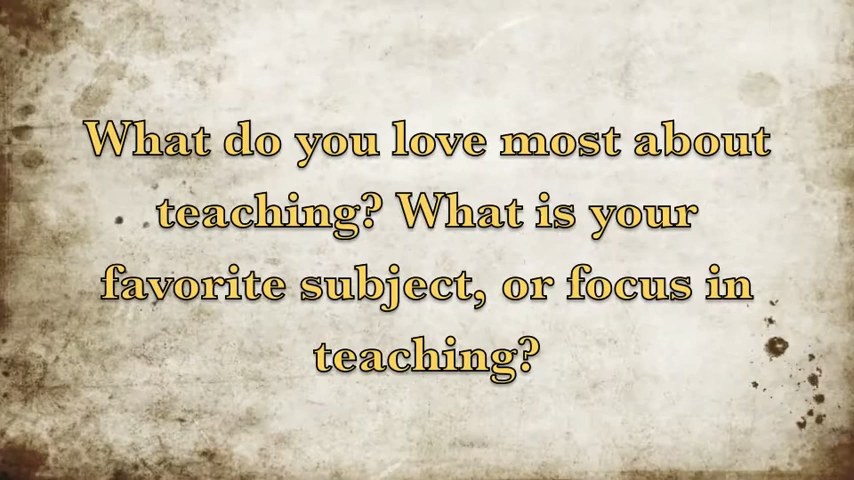 What do you love most about
teaching? What is your
favorite subject, or focus in
teaching?